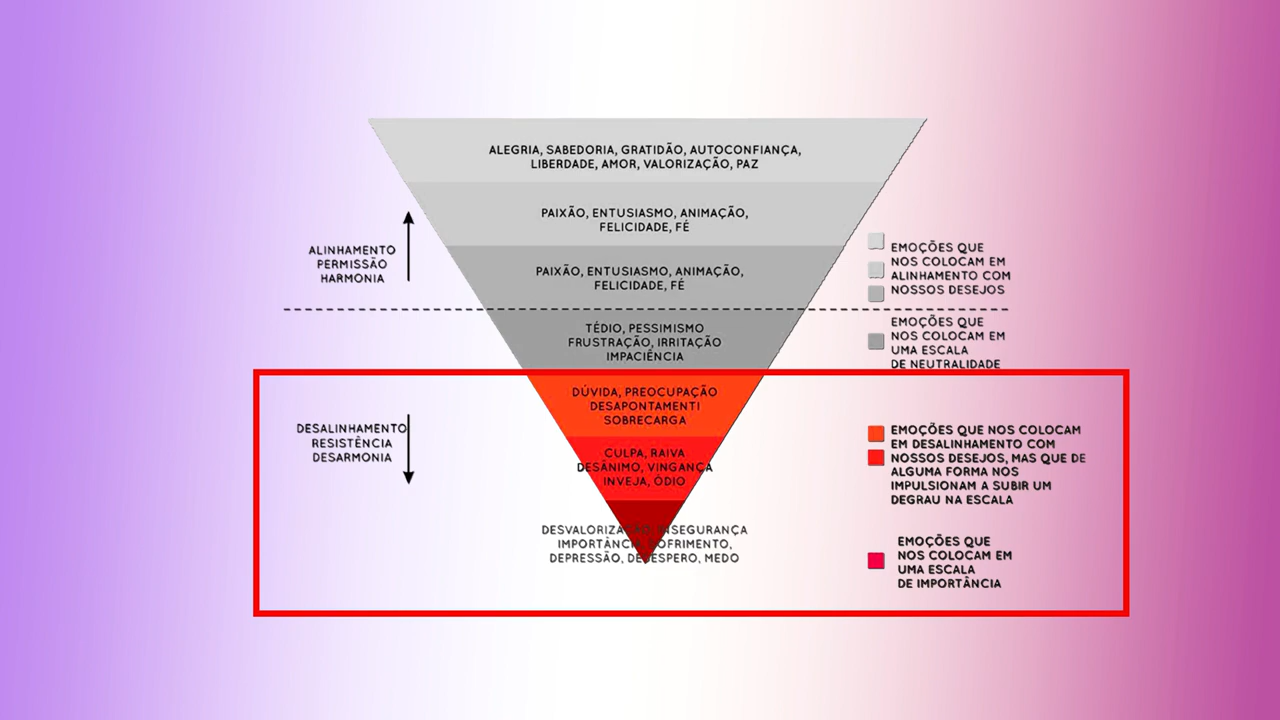 ALEGRIA, SABEDORIA, GRATIDÃO, AUTOCONFIANÇA,
LIBERDADE, AMOR, VALORIZAÇÃO, PAZ
PAIXÃO, ENTUSIASMO, ANIMAÇÃO,
FELICIDADE, FÉ
ALINHAMENTO
PERMISSÃO
HARMONIA
PAIXÃO, ENTUSIASMO, ANIMAÇÃO,
FELICIDADE, FÉ
EMOÇÕES QUE
NOS COLOCAM EM
ALINHAMENTO COM
NOSSOS DESEJOS
TÉDIO, PESSIMISMO
FRUSTRAÇÃO, IRRITAÇÃO
IMPACIÊNCIA
EMOÇÕES QUE
NOS COLOCAM EM
UMA ESCALA
DE NEUTRALIDADE
DÚVIDA, PREOCUPAÇÃO
DESAPONTAMENTI
SOBRECARGA
DESALINHAMENTO
RESISTÊNCIA
DESARMONIA
CULPA, RAIVA
DESÂNIMO, VINGANÇA
INVEJA, ÓDIO
EMOÇÕES QUE NOS COLOCAM
EM DESALINHAMENTO COM
NOSSOS DESEJOS, MAS QUE DE
ALGUMA FORMA NOS
IMPULSIONAM A SUBIR UM
DEGRAU NA ESCALA
DESVALORIZAÇÃO, INSEGURANÇA
IMPORTÂNCIA, SOFRIMENTO,
DEPRESSÃO, DESESPERO, MEDO
EMOÇÕES QUE
NOS COLOCAM EM
UMA ESCALA
DE IMPORTÂNCIA